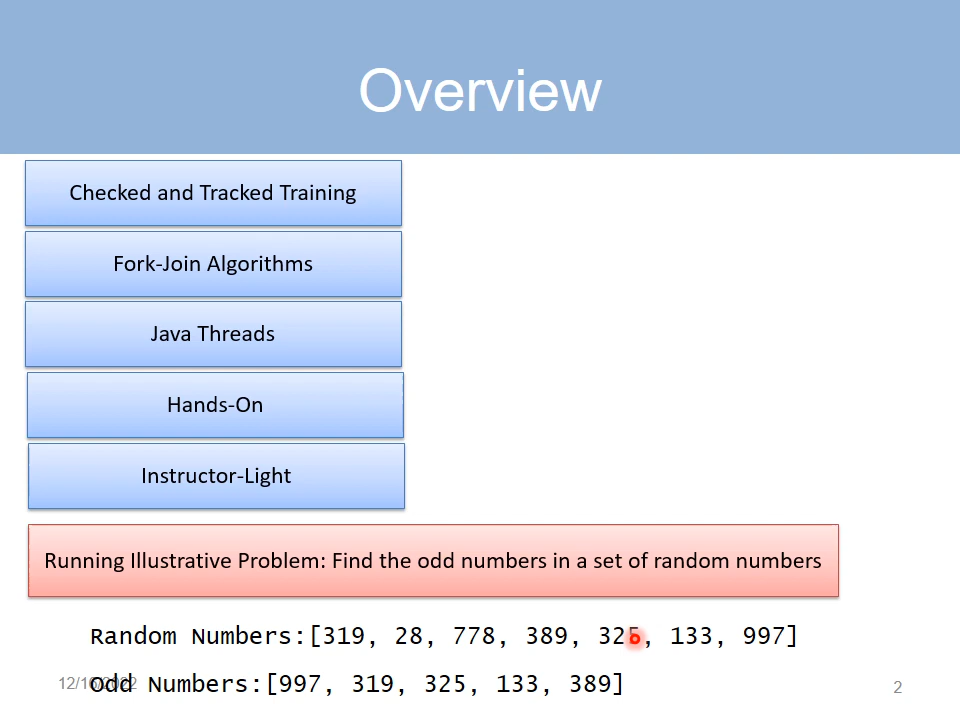 Overview
Checked and Tracked Training
Fork-Join Algorithms
Java Threads
Hands-On
Instructor-Light
Running Illustrative Problem: Find the odd numbers in a set of random numbers
Random Numbers:[319, 28, 778, 389, 325, 133, 997]
Odd Numbers:[997, 319, 325, 133, 389]
2